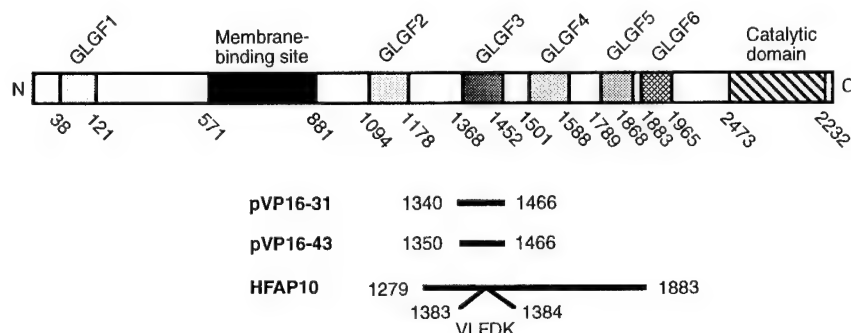 GLGF1
Membrane-
binding site
GLGF2
GLGF3
GLGF4
GLGF5
GLGF6
Catalytic
domain
N
C
38
121
571
881
1094
1178
1368
1452
1501
1588
1789
1868
1883
1965
2473
2232
pVP16-31 1340 1466
pVP16-43 1350 1466
HFAP10 1279 1883
1383 1384
VLFDK